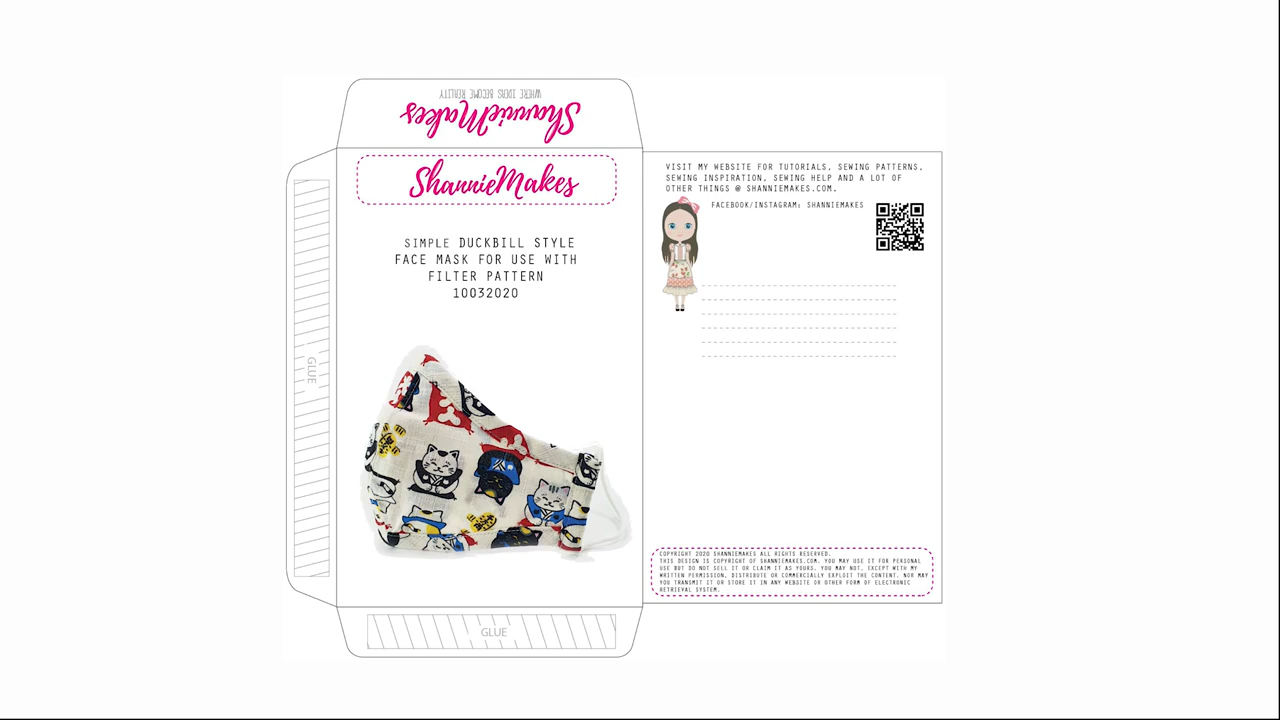 WHERE IDEAS BECOME REALITY
ShannieMakes
ShannieMakes
SIMPLE DUCKBILL STYLE
FACE MASK FOR USE WITH
FILTER PATTERN
10032020
GLUE
GLUE
VISIT MY WEBSITE FOR TUTORIALS, SEWING PATTERNS,
SEWING INSPIRATION, SEWING HELP AND A LOT OF
OTHER THINGS @ SHANNIEMAKES.COM.
FACEBOOK/INSTAGRAM: SHANNIEMAKES
COPYRIGHT 2020 SHANNIEMAKES ALL RIGHTS RESERVED.
THIS DESIGN IS COPYRIGHT OF SHANNIEMAKES.COM. YOU MAY USE IT FOR PERSONAL
USE BUT DO NOT SELL IT OR CLAIM IT AS YOURS. YOU MAY NOT, EXCEPT WITH MY
WRITTEN PERMISSION, DISTRIBUTE OR COMMERCIALLY EXPLOIT THE CONTENT. NOR MAY
YOU TRANSMIT IT OR STORE IT IN ANY WEBSITE OR OTHER FORM OF ELECTRONIC
RETRIEVAL SYSTEM.